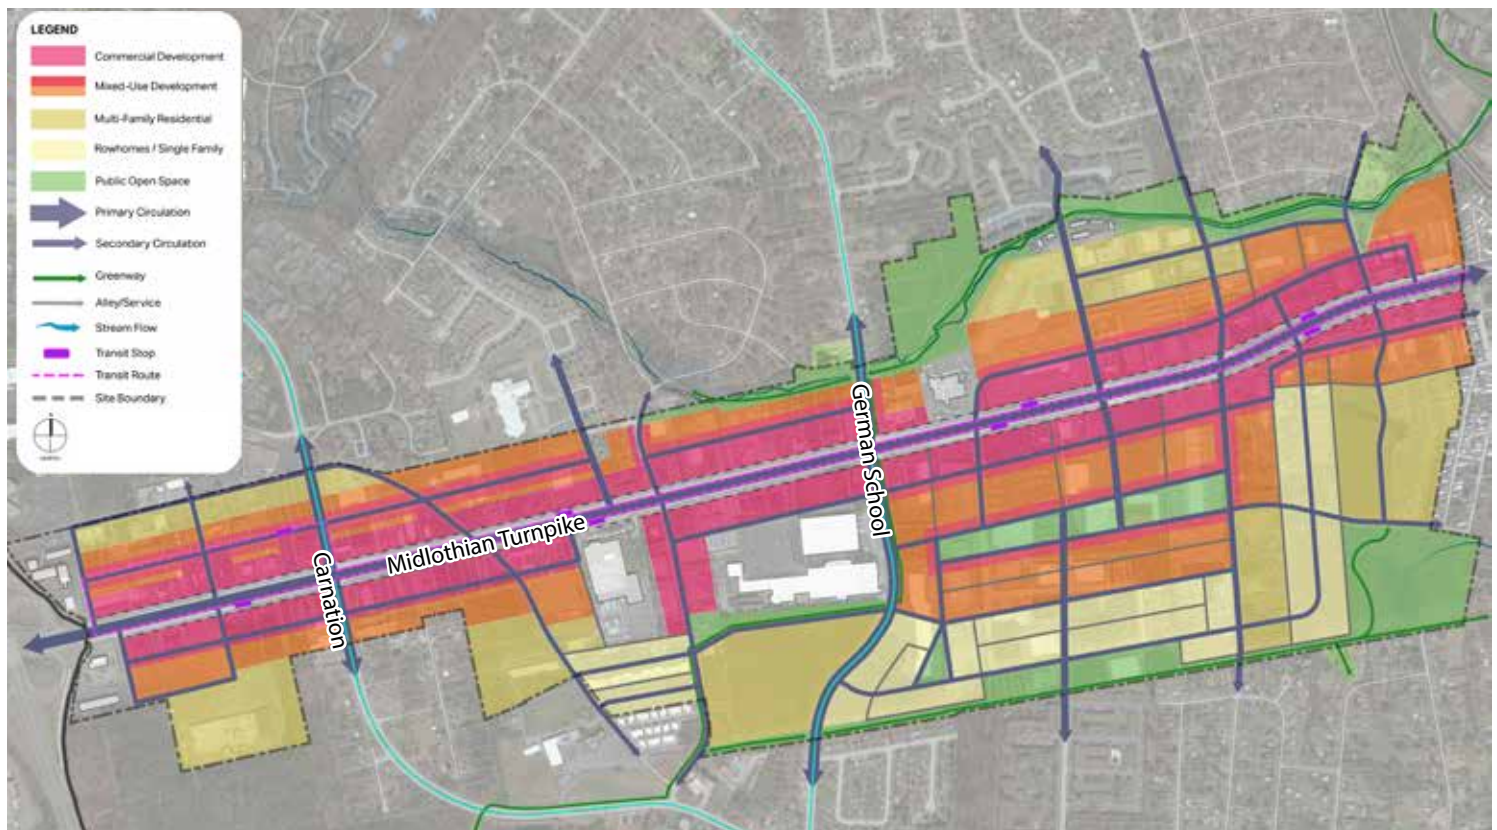 LEGEND
Commercial Development
Mixed-Use Development
Multi-Family Residential
Rowhomes / Single Family
Public Open Space
Primary Circulation
Secondary Circulation
Greenway
Alley/Service
Stream Flow
Transit Stop
Transit Route
Site Boundary
N
NORTH
German School
Midlothian Turnpike
Carnation